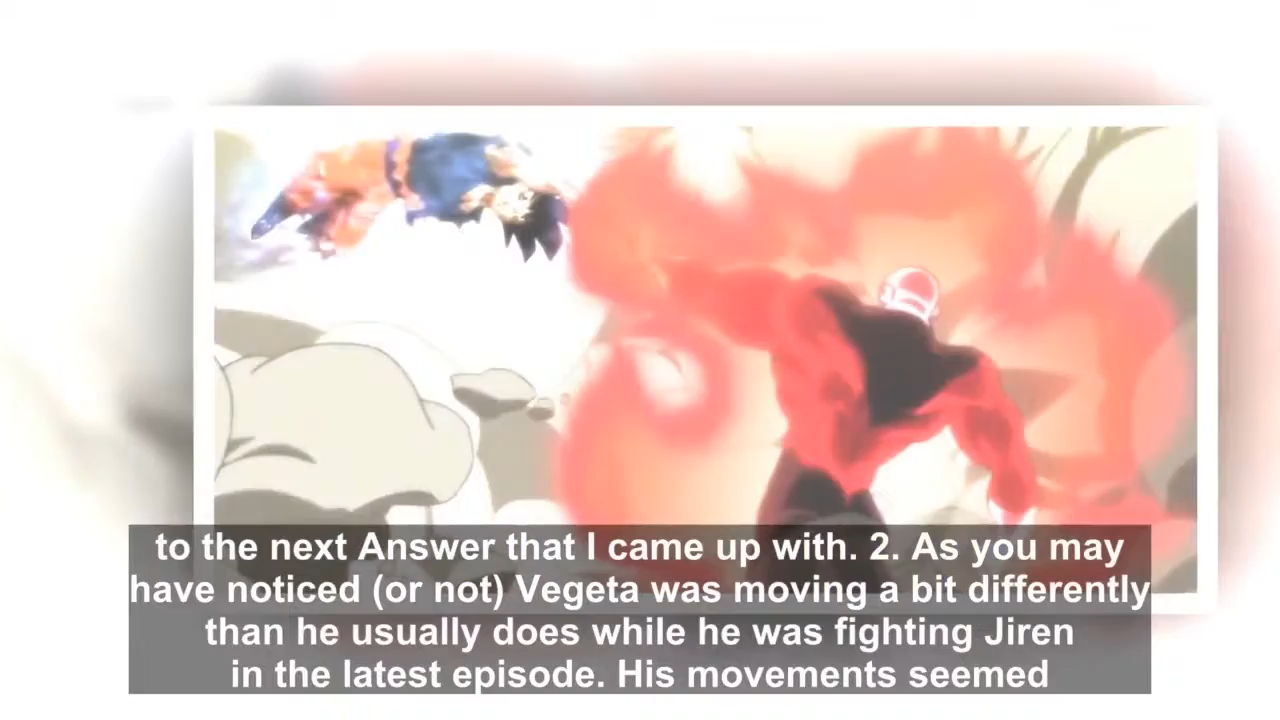 to the next Answer that I came up with. 2. As you may
have noticed (or not) Vegeta was moving a bit differently
than he usually does while he was fighting Jiren
in the latest episode. His movements seemed